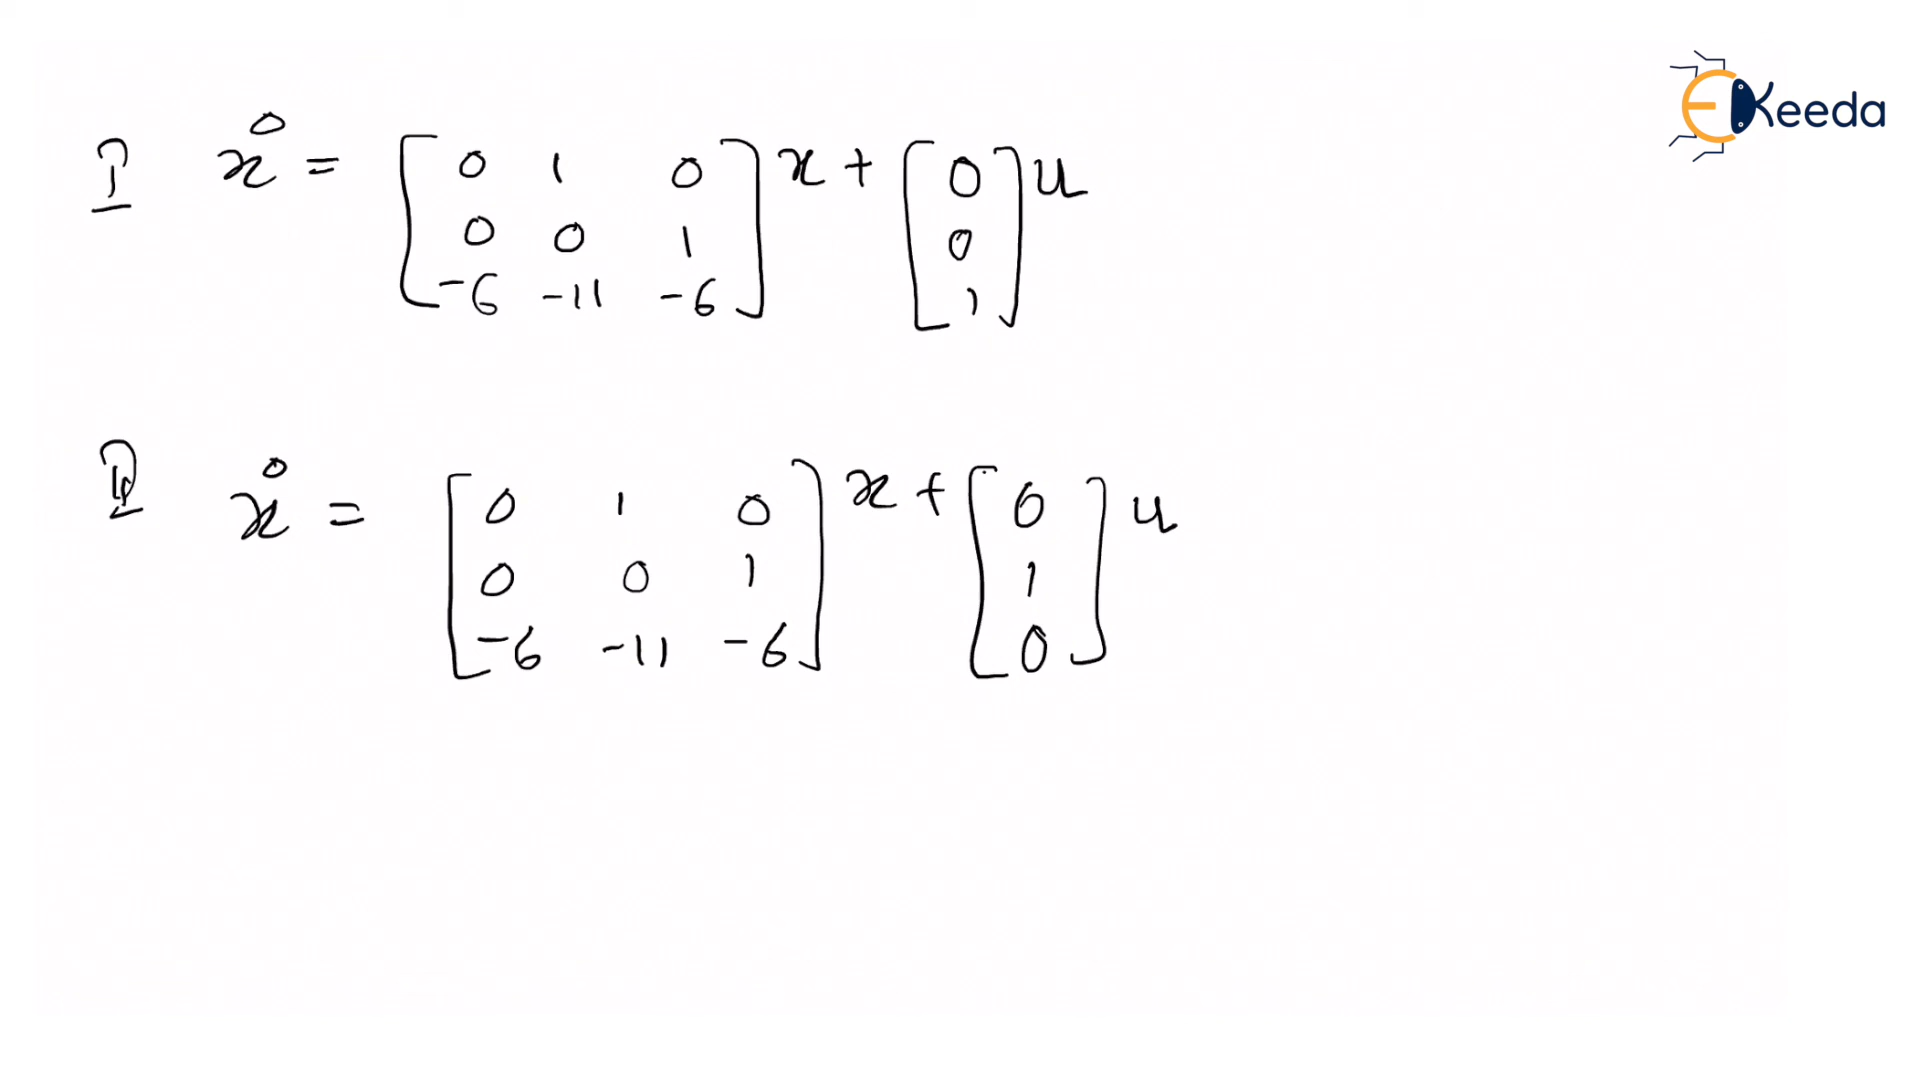 EKeeda
I ẋ = [ 0 1 0 ] x + [ 0 ] u
0 0 1 0
-6 -11 -6 1
II ẋ = [ 0 1 0 ] x + [ 0 ] u
0 0 1 1
-6 -11 -6 0